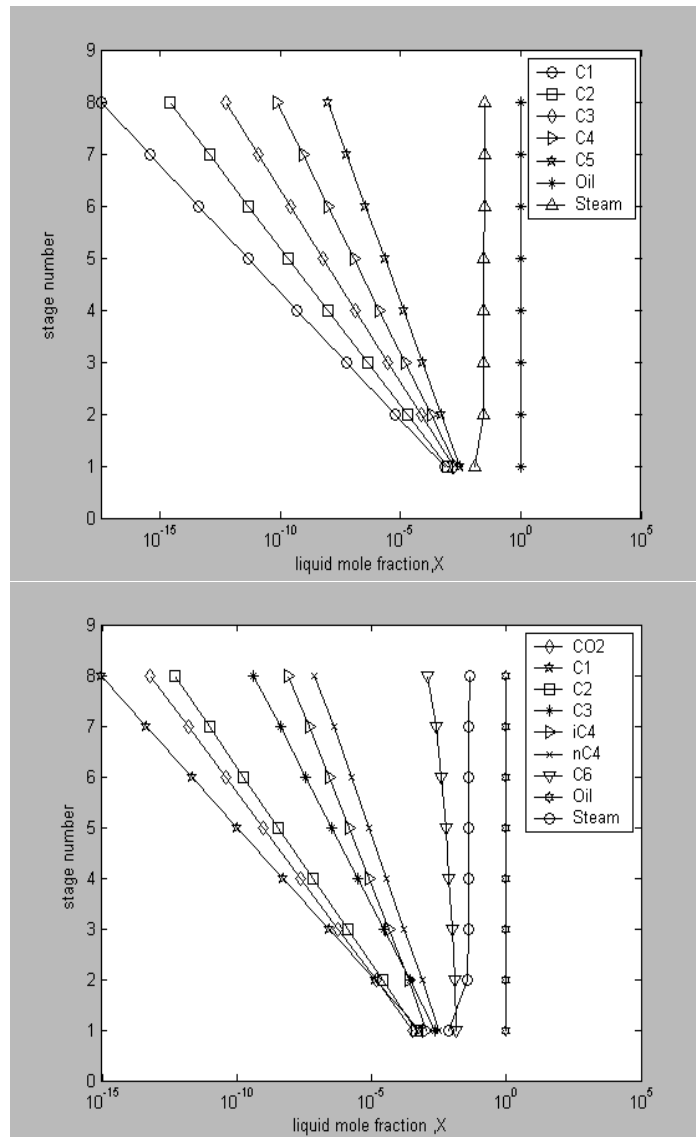 9
8
7
6
5
4
3
2
1
0
stage number
C1
C2
C3
C4
C5
Oil
Steam
10^-15 10^-10 10^-5 10^0 10^5
liquid mole fraction,X
9
8
7
6
5
4
3
2
1
0
stage number
CO2
C1
C2
C3
iC4
nC4
C6
Oil
Steam
10^-15 10^-10 10^-5 10^0 10^5
liquid mole fraction ,X